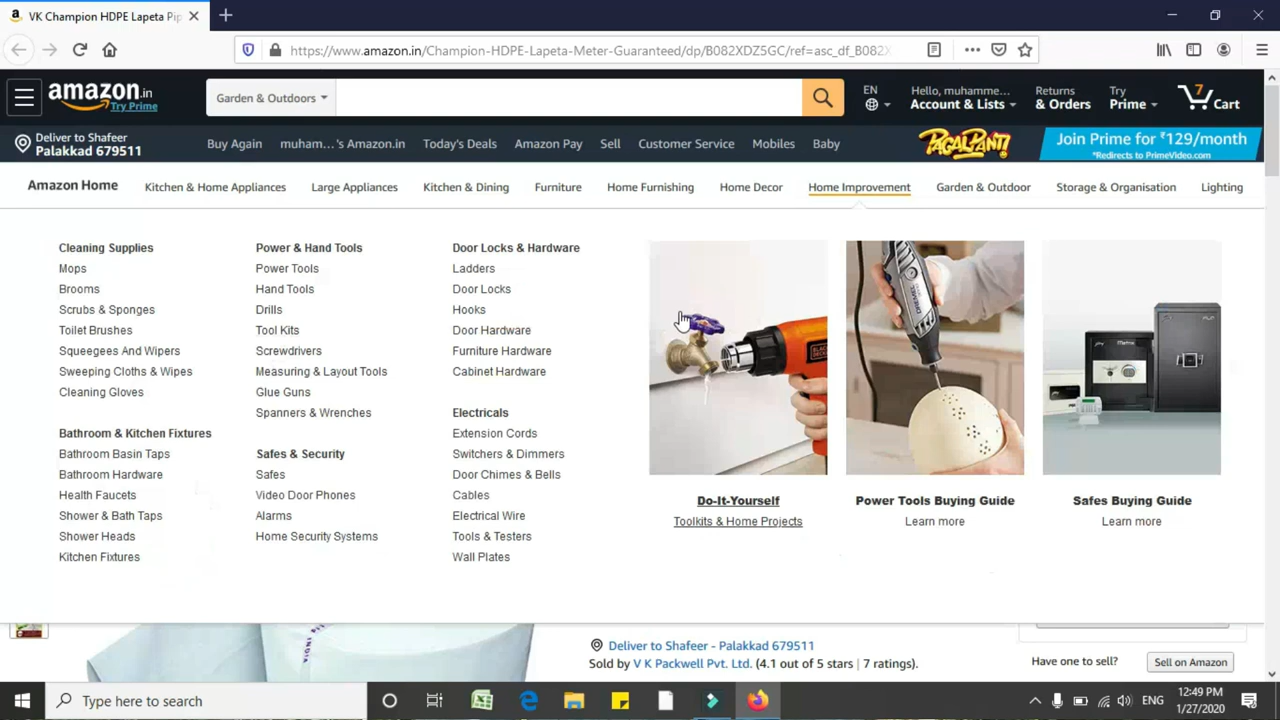 VK Champion HDPE Lapeta Pip
https://www.amazon.in/Champion-HDPE-Lapeta-Meter-Guaranteed/dp/B082XDZ5GC/ref=asc_df_B082X
amazon.in
Try Prime
Garden & Outdoors
EN
Hello, muhamme...
Account & Lists
Returns
& Orders
Try
Prime
7
Cart
Deliver to Shafeer
Palakkad 679511
Buy Again
muham... 's Amazon.in
Today's Deals
Amazon Pay
Sell
Customer Service
Mobiles
Baby
PAGALPANTI
Join Prime for ₹129/month
*Redirects to PrimeVideo.com
Amazon Home
Kitchen & Home Appliances
Large Appliances
Kitchen & Dining
Furniture
Home Furnishing
Home Decor
Home Improvement
Garden & Outdoor
Storage & Organisation
Lighting
Cleaning Supplies
Mops
Brooms
Scrubs & Sponges
Toilet Brushes
Squeegees And Wipers
Sweeping Cloths & Wipes
Cleaning Gloves
Bathroom & Kitchen Fixtures
Bathroom Basin Taps
Bathroom Hardware
Health Faucets
Shower & Bath Taps
Shower Heads
Kitchen Fixtures
Power & Hand Tools
Power Tools
Hand Tools
Drills
Tool Kits
Screwdrivers
Measuring & Layout Tools
Glue Guns
Spanners & Wrenches
Safes & Security
Safes
Video Door Phones
Alarms
Home Security Systems
Door Locks & Hardware
Ladders
Door Locks
Hooks
Door Hardware
Furniture Hardware
Cabinet Hardware
Electricals
Extension Cords
Switchers & Dimmers
Door Chimes & Bells
Cables
Electrical Wire
Tools & Testers
Wall Plates
Do-It-Yourself
Toolkits & Home Projects
Power Tools Buying Guide
Learn more
Safes Buying Guide
Learn more
INDIA
Deliver to Shafeer - Palakkad 679511
Sold by V K Packwell Pvt. Ltd. (4.1 out of 5 stars | 7 ratings).
Have one to sell?
Sell on Amazon
Type here to search
ENG
12:49 PM
1/27/2020